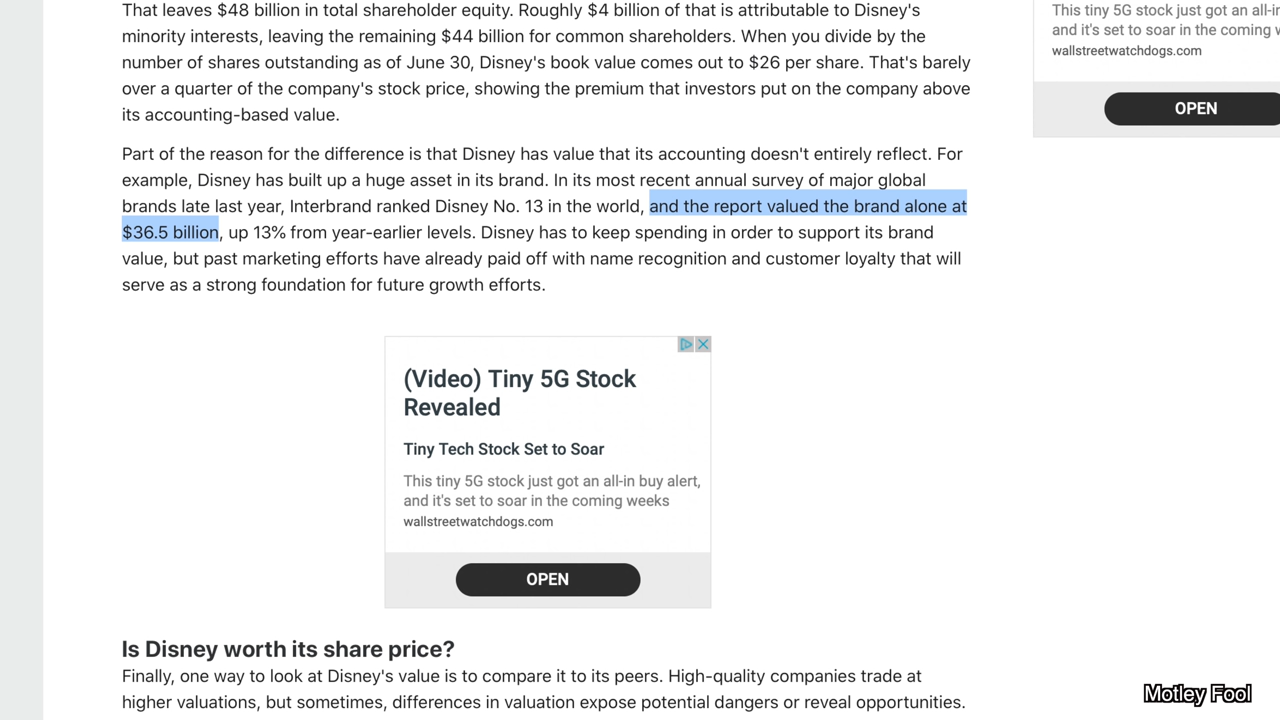 That leaves $48 billion in total shareholder equity. Roughly $4 billion of that is attributable to Disney's
minority interests, leaving the remaining $44 billion for common shareholders. When you divide by the
number of shares outstanding as of June 30, Disney's book value comes out to $26 per share. That's barely
over a quarter of the company's stock price, showing the premium that investors put on the company above
its accounting-based value.
Part of the reason for the difference is that Disney has value that its accounting doesn't entirely reflect. For
example, Disney has built up a huge asset in its brand. In its most recent annual survey of major global
brands late last year, Interbrand ranked Disney No. 13 in the world, and the report valued the brand alone at
$36.5 billion, up 13% from year-earlier levels. Disney has to keep spending in order to support its brand
value, but past marketing efforts have already paid off with name recognition and customer loyalty that will
serve as a strong foundation for future growth efforts.
This tiny 5G stock just got an all-in
and it's set to soar in the coming
wallstreetwatchdogs.com
OPEN
(Video) Tiny 5G Stock
Revealed
Tiny Tech Stock Set to Soar
This tiny 5G stock just got an all-in buy alert,
and it's set to soar in the coming weeks
wallstreetwatchdogs.com
OPEN
Is Disney worth its share price?
Finally, one way to look at Disney's value is to compare it to its peers. High-quality companies trade at
higher valuations, but sometimes, differences in valuation expose potential dangers or reveal opportunities.
Motley Fool